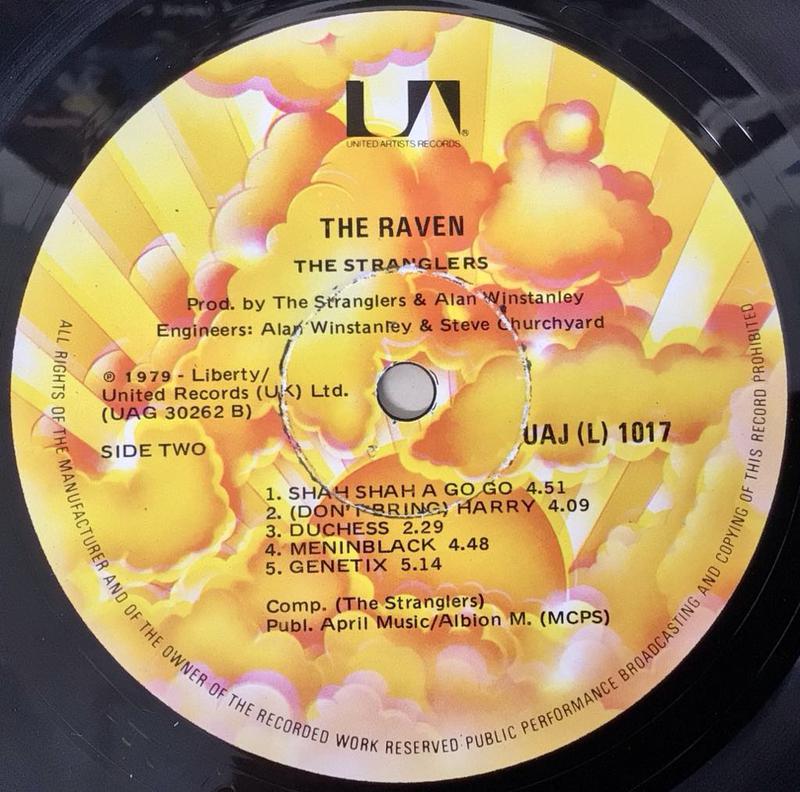 UA®
UNITED ARTISTS RECORDS
THE RAVEN
THE STRANGLERS
Prod. by The Stranglers & Alan Winstanley
Engineers: Alan Winstanley & Steve Churchyard
℗ 1979 - Liberty/
United Records (UK) Ltd.
(UAG 30262 B)
UAJ (L) 1017
SIDE TWO
1. SHAH SHAH A GO GO 4.51
2. (DON'T BRING) HARRY 4.09
3. DUCHESS 2.29
4. MENINBLACK 4.48
5. GENETIX 5.14
Comp. (The Stranglers)
Publ. April Music/Albion M. (MCPS)
ALL RIGHTS OF THE MANUFACTURER AND OF THE OWNER OF THE RECORDED WORK RESERVED PUBLIC PERFORMANCE BROADCASTING AND COPYING OF THIS RECORD PROHIBITED